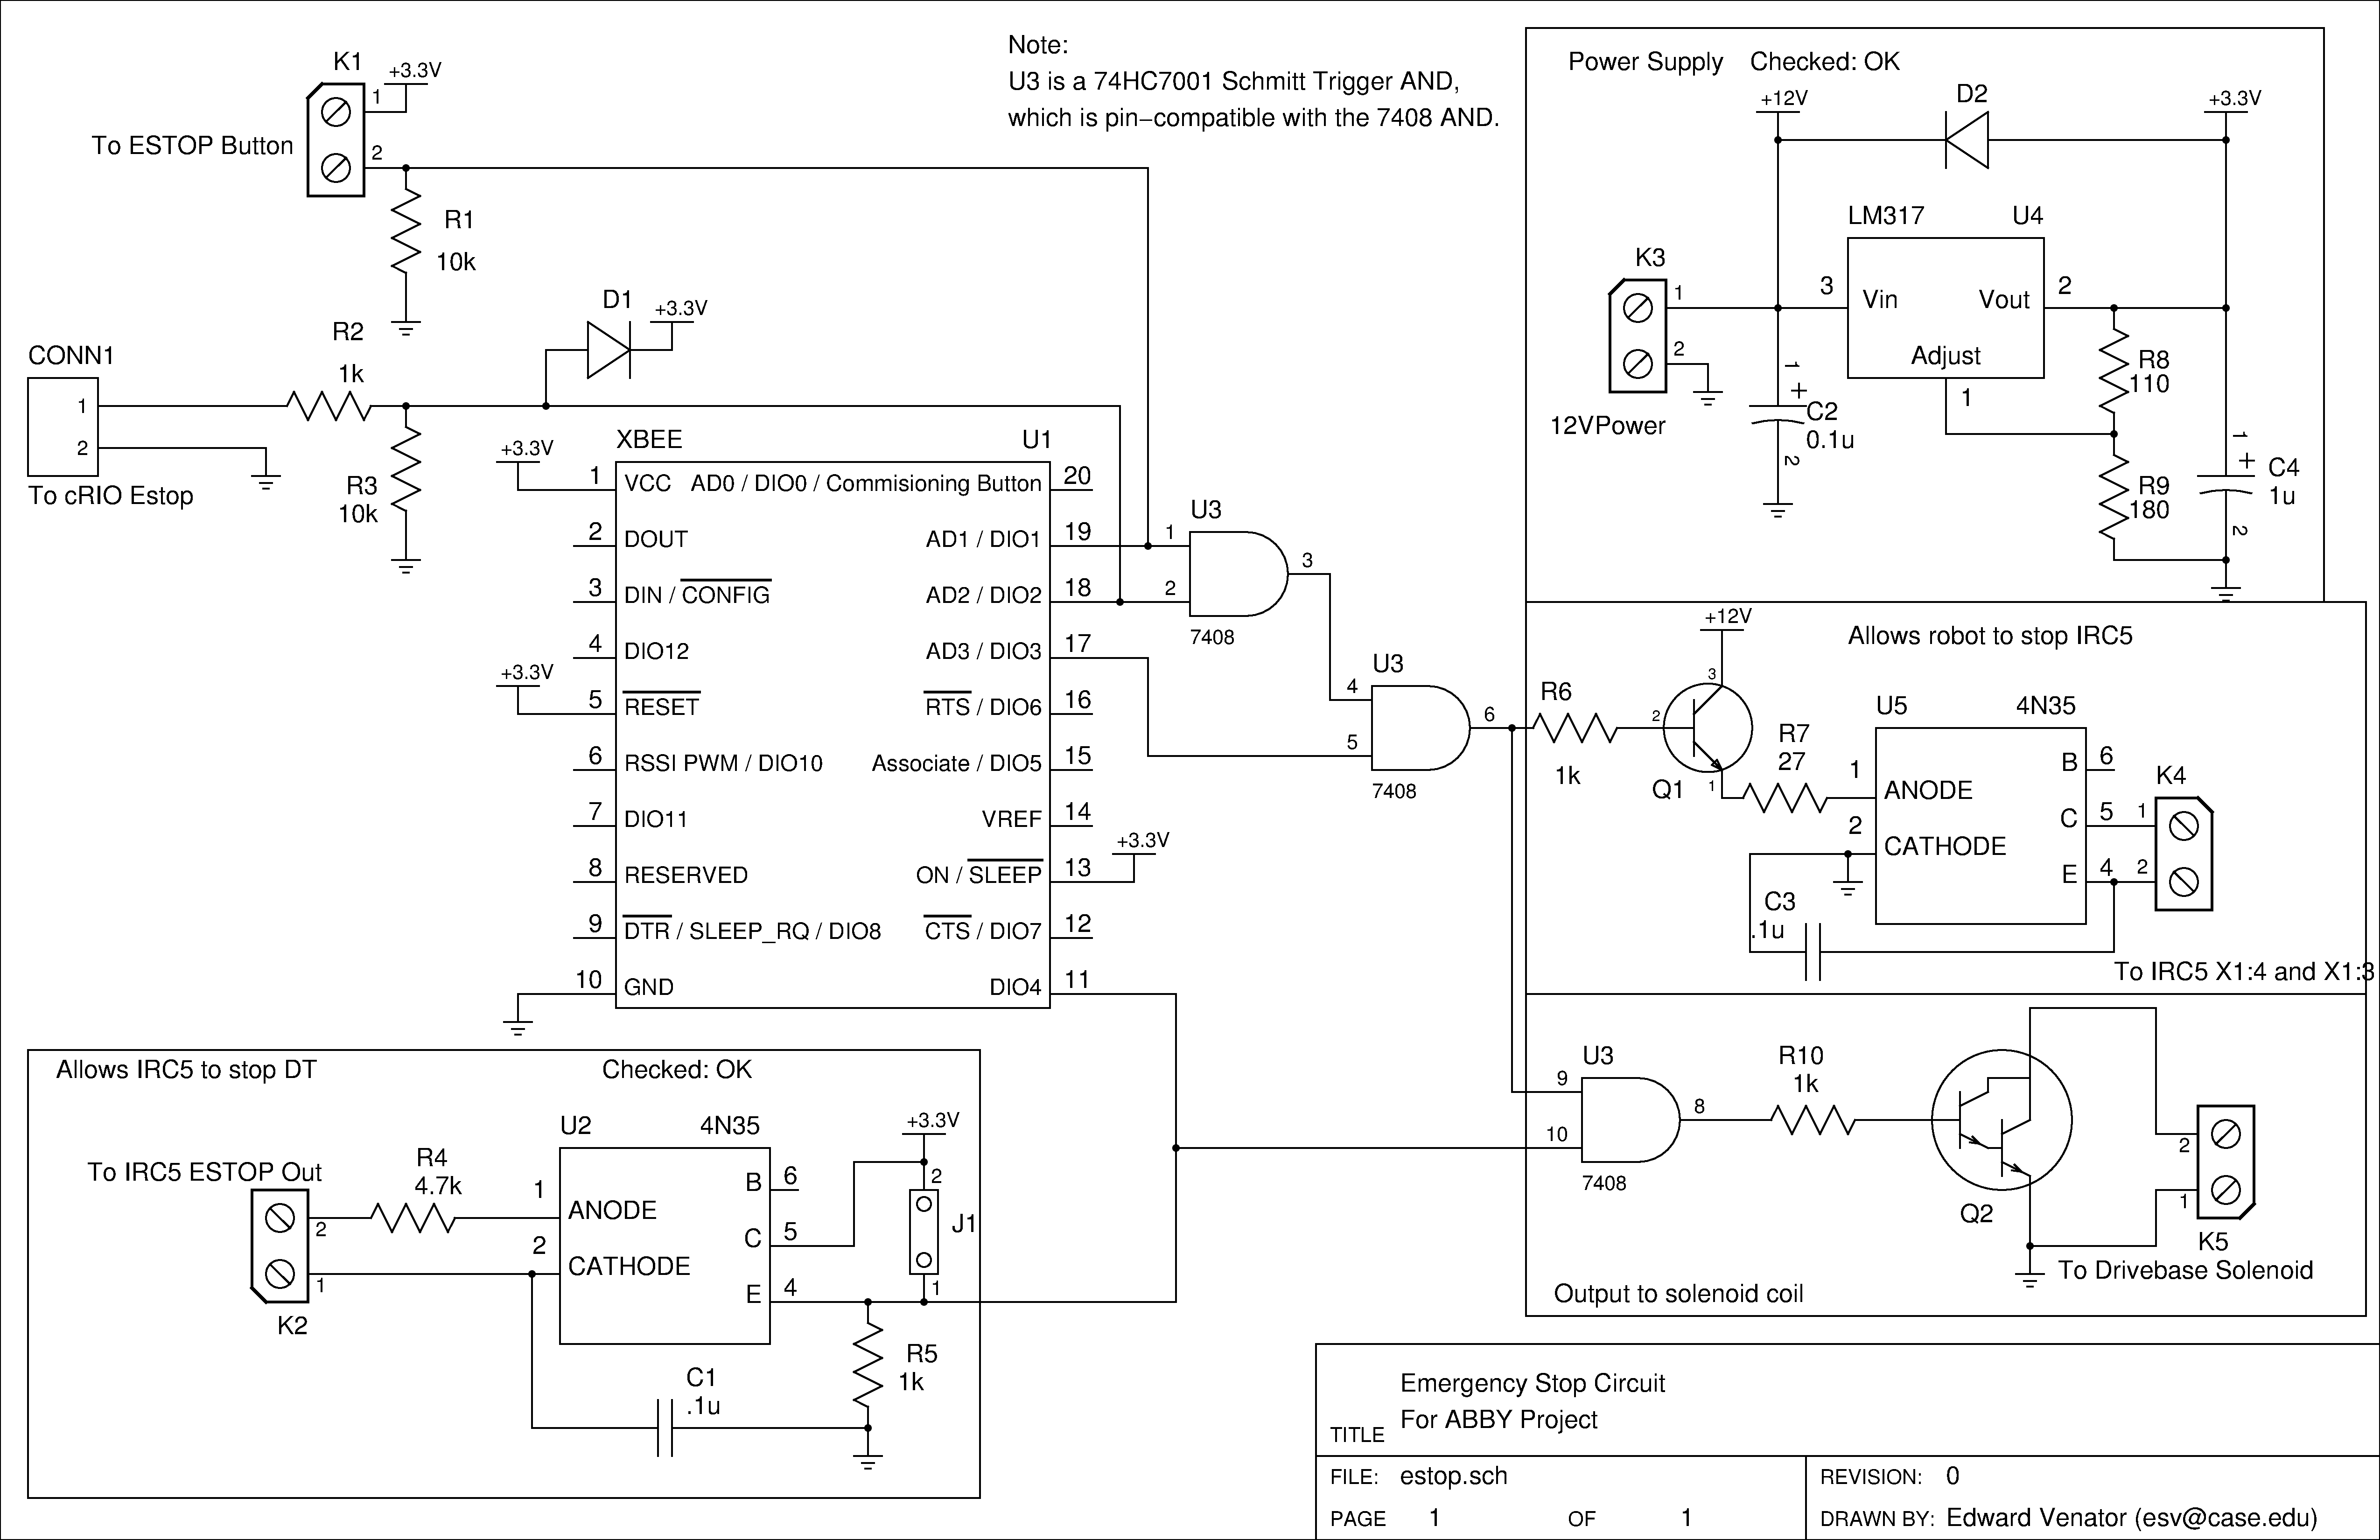 Note:
U3 is a 74HC7001 Schmitt Trigger AND,
which is pin−compatible with the 7408 AND.
K1
+3.3V
1
2
To ESTOP Button
R1
10k
CONN1
1
2
To cRIO Estop
R2
1k
R3
10k
D1
+3.3V
XBEE
U1
+3.3V
1
VCC
AD0 / DIO0 / Commisioning Button
20
2
DOUT
AD1 / DIO1
19
3
DIN / CONFIG
AD2 / DIO2
18
4
DIO12
AD3 / DIO3
17
+3.3V
5
RESET
RTS / DIO6
16
6
RSSI PWM / DIO10
Associate / DIO5
15
7
DIO11
VREF
14
8
RESERVED
ON / SLEEP
13
+3.3V
9
DTR / SLEEP_RQ / DIO8
CTS / DIO7
12
10
GND
DIO4
11
U3
1
2
3
7408
U3
4
5
6
7408
Power Supply
Checked: OK
+12V
D2
+3.3V
LM317
U4
K3
1
2
12VPower
3
Vin
Vout
2
Adjust
1
1
+
C2
0.1u
2
R8
110
R9
180
1
+
C4
1u
2
+12V
Allows robot to stop IRC5
R6
1k
3
2
1
Q1
R7
27
U5
4N35
1
ANODE
2
CATHODE
B
6
C
5
E
4
K4
1
2
C3
.1u
To IRC5 X1:4 and X1:3
U3
9
10
8
7408
R10
1k
Q2
2
1
K5
To Drivebase Solenoid
Output to solenoid coil
Allows IRC5 to stop DT
Checked: OK
To IRC5 ESTOP Out
R4
4.7k
2
1
K2
U2
4N35
1
ANODE
2
CATHODE
B
6
C
5
E
4
+3.3V
2
J1
1
R5
1k
C1
.1u
TITLE
Emergency Stop Circuit
For ABBY Project
FILE:
estop.sch
REVISION:
0
PAGE
1
OF
1
DRAWN BY:
Edward Venator (esv@case.edu)